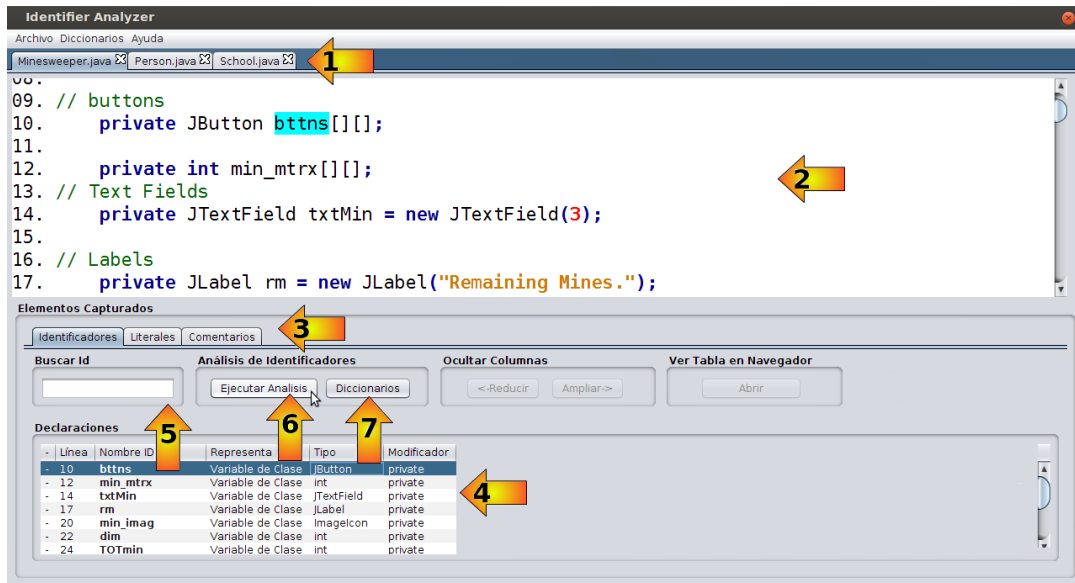 Identifier Analyzer
Archivo Diccionarios Ayuda
Minesweeper.java Person.java School.java 1
08.
09. // buttons
10. private JButton bttns[][];
11.
12. private int min_mtrx[][]; 2
13. // Text Fields
14. private JTextField txtMin = new JTextField(3);
15.
16. // Labels
17. private JLabel rm = new JLabel("Remaining Mines.");
Elementos Capturados
Identificadores Literales Comentarios 3
Buscar Id Análisis de Identificadores Ocultar Columnas Ver Tabla en Navegador
Ejecutar Analisis Diccionarios <-Reducir Ampliar-> Abrir
5 6 7
Declaraciones
- Línea Nombre ID Representa Tipo Modificador
- 10 bttns Variable de Clase JButton private
- 12 min_mtrx Variable de Clase int private
- 14 txtMin Variable de Clase JTextField private 4
- 17 rm Variable de Clase JLabel private
- 20 min_imag Variable de Clase ImageIcon private
- 22 dim Variable de Clase int private
- 24 TOTmin Variable de Clase int private